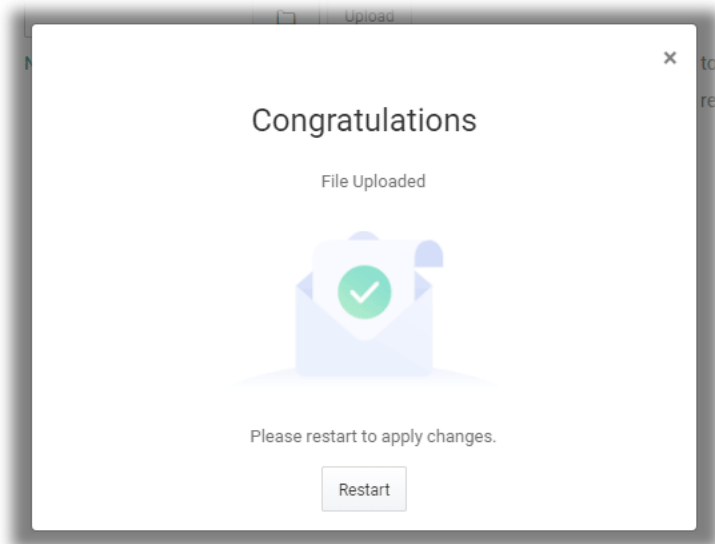 Upload
×
Congratulations
File Uploaded
Please restart to apply changes.
Restart